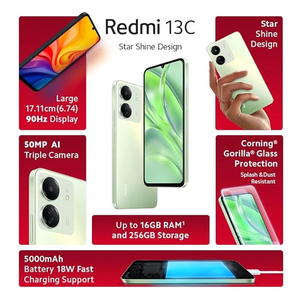 Redmi 13C
Star Shine Design
Star
Shine
Design
Large
17.11cm(6.74)
90Hz Display
50MP AI
Triple Camera
Corning®
Gorilla® Glass
Protection
Splash &Dust
Resistant
Up to 16GB RAM¹
and 256GB Storage
5000mAh
Battery 18W Fast
Charging Support